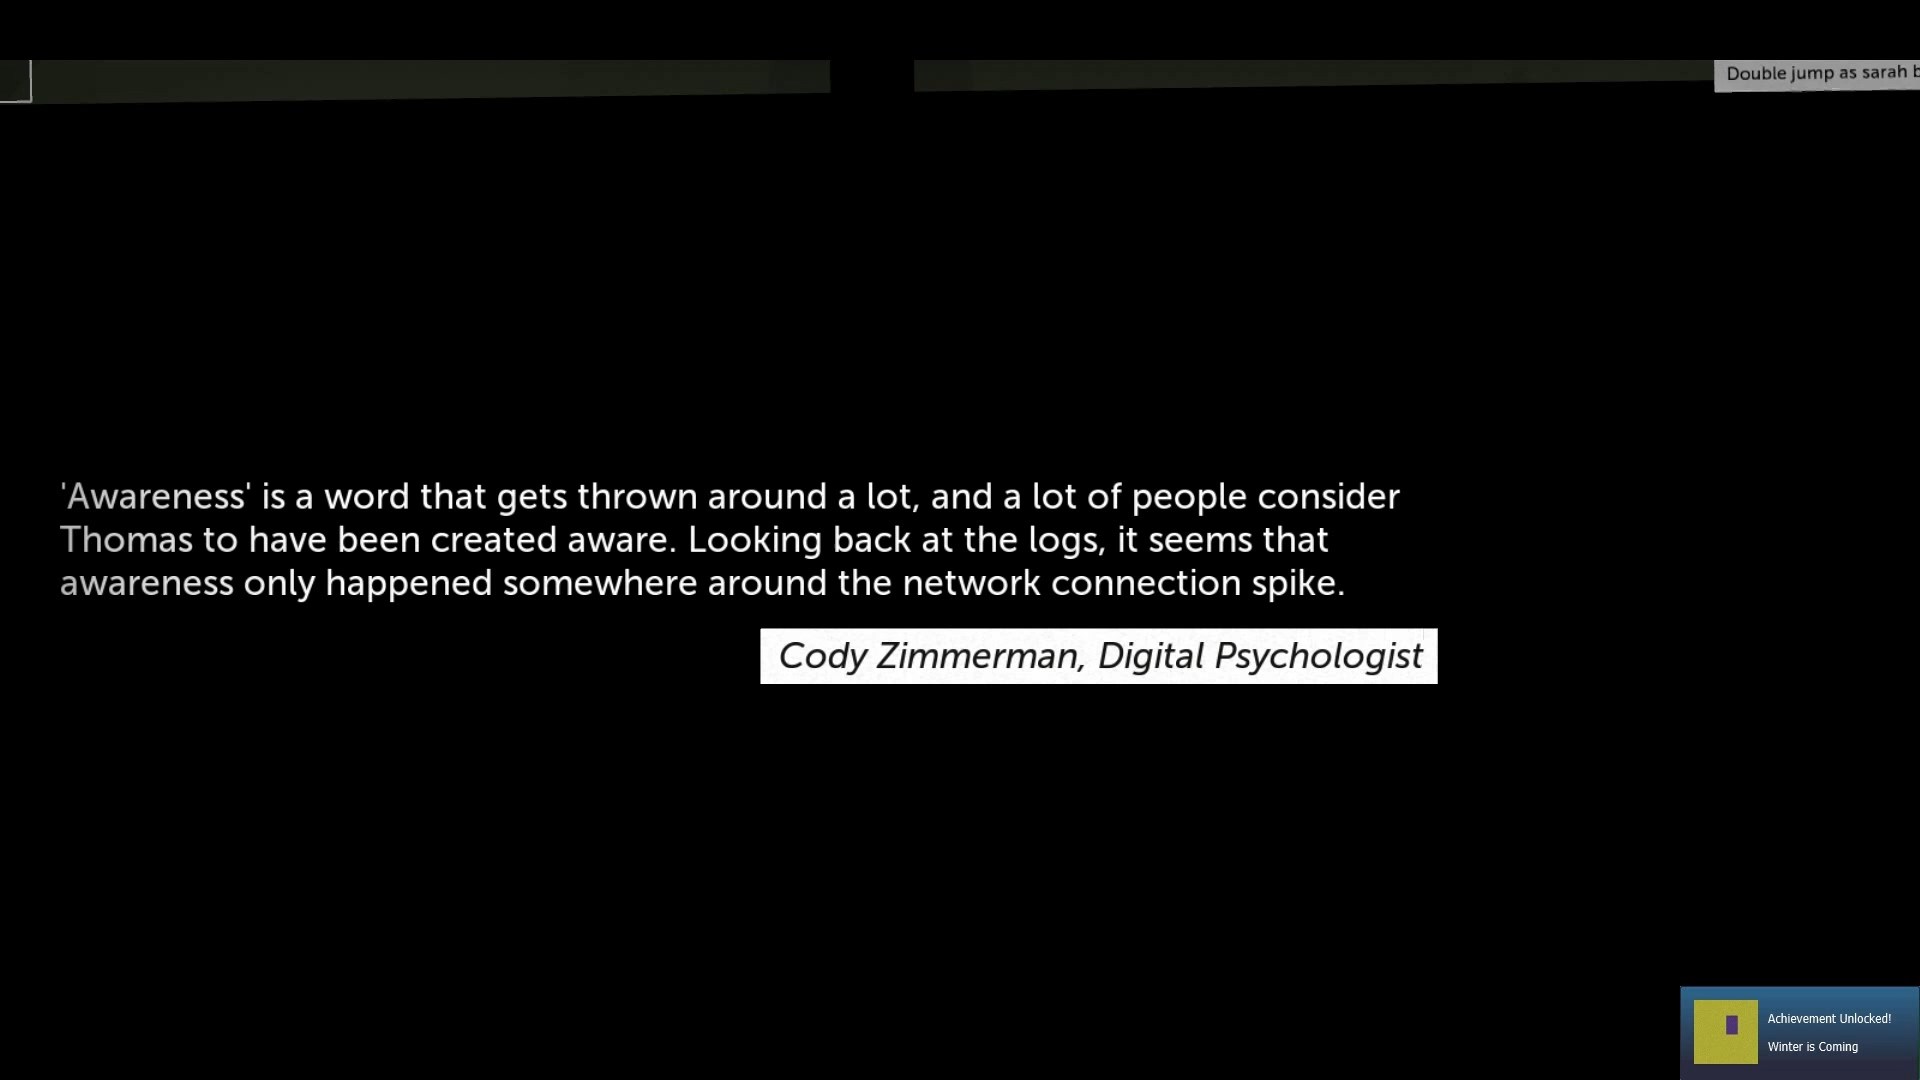 Double jump as sarah
'Awareness' is a word that gets thrown around a lot, and a lot of people consider
Thomas to have been created aware. Looking back at the logs, it seems that
awareness only happened somewhere around the network connection spike.
Cody Zimmerman, Digital Psychologist
Achievement Unlocked!
Winter is Coming